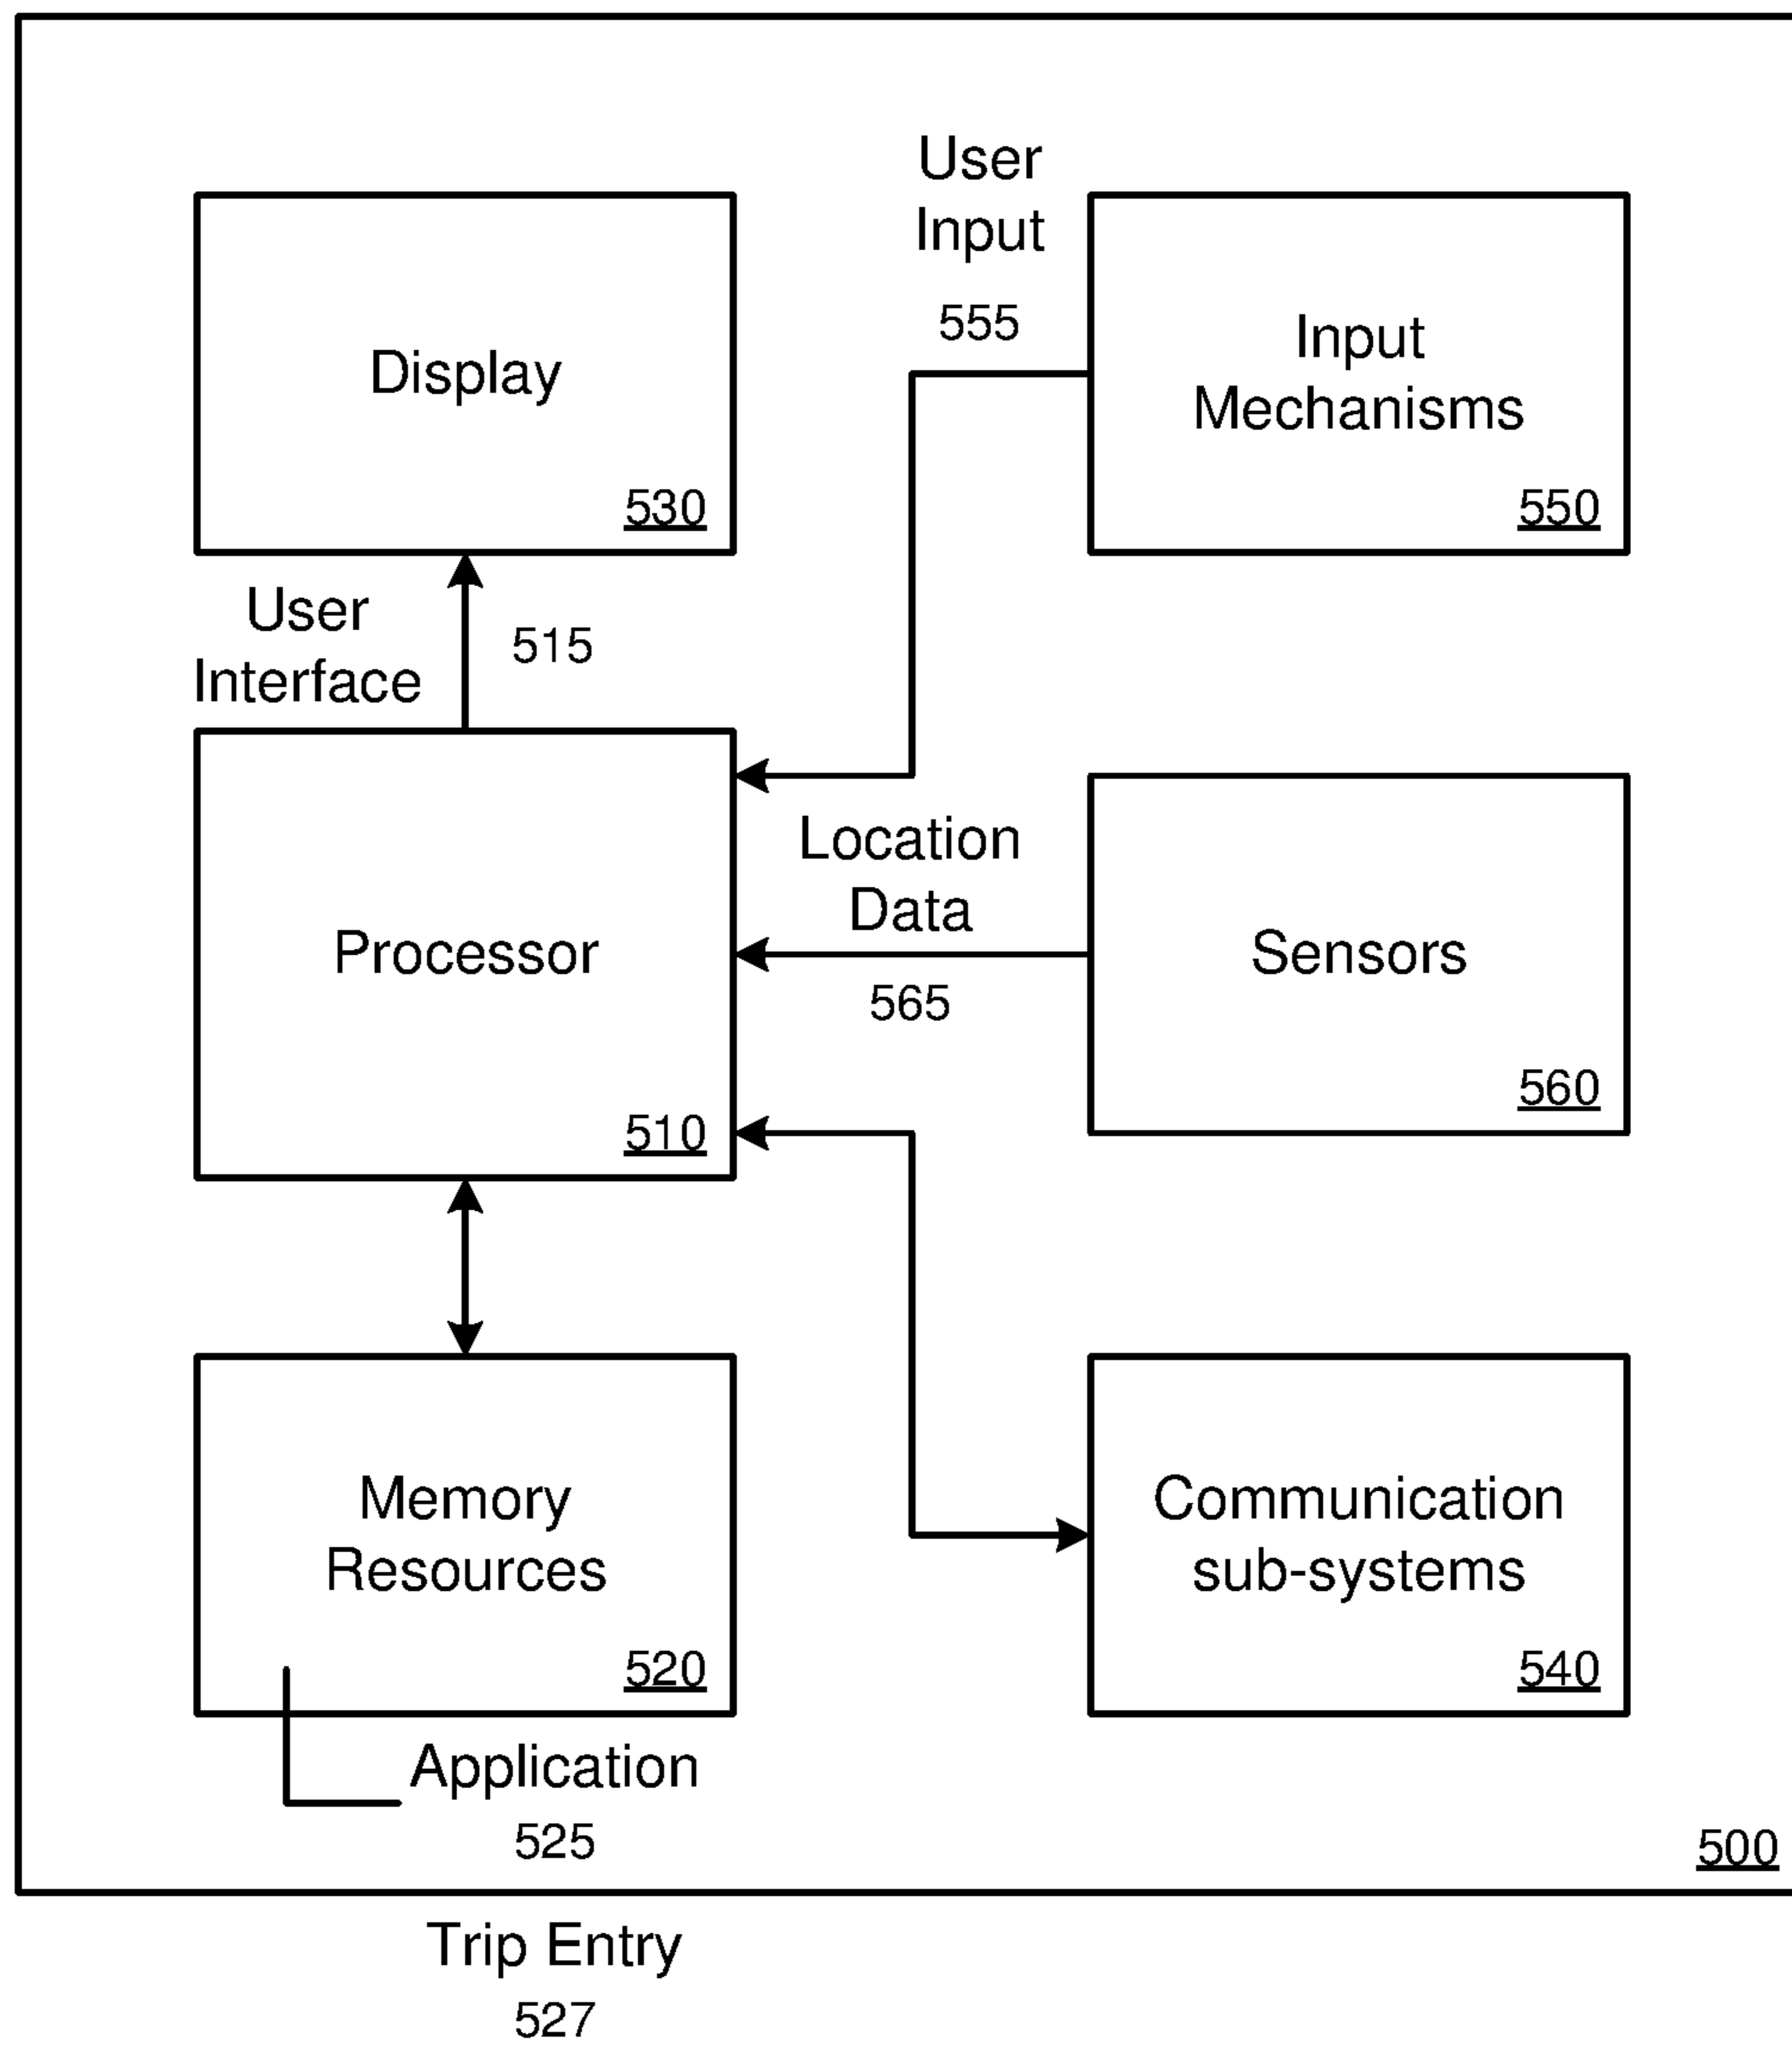 User
Input
555
Display
530
Input
Mechanisms
550
User
Interface
515
Location
Data
565
Processor
510
Sensors
560
Memory
Resources
520
Communication
sub-systems
540
Application
525
500
Trip Entry
527